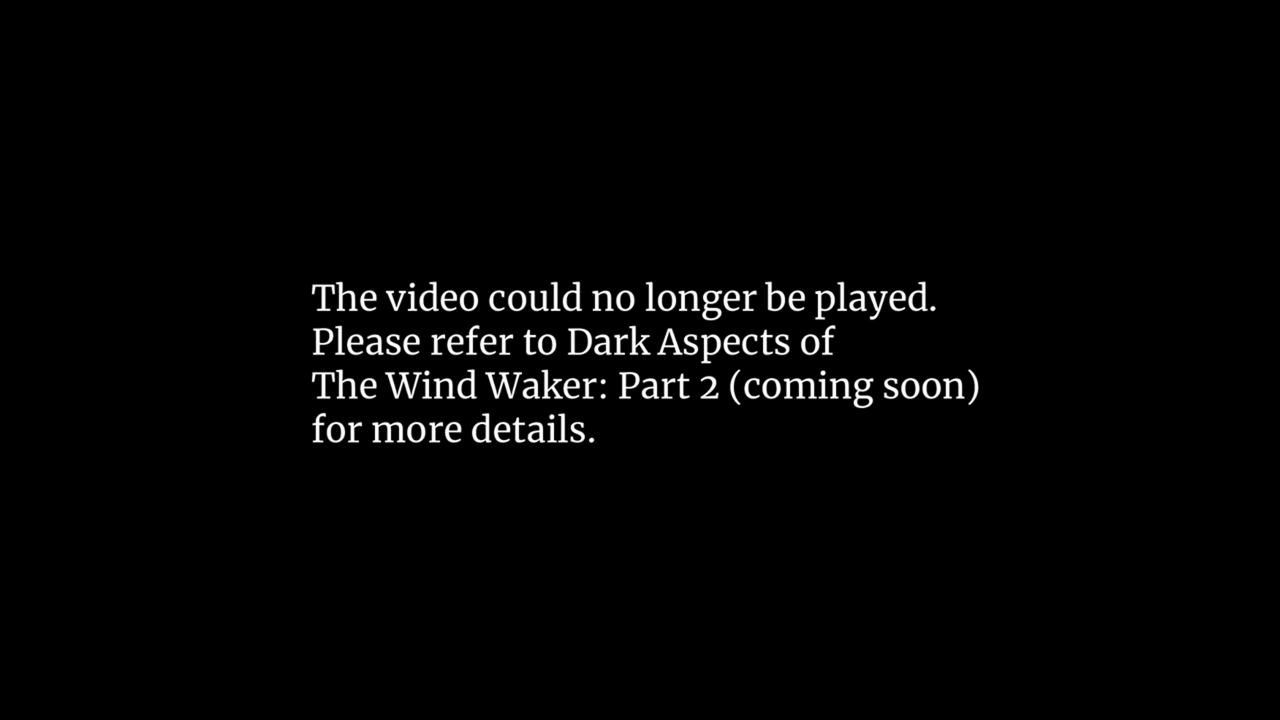 The video could no longer be played.
Please refer to Dark Aspects of
The Wind Waker: Part 2 (coming soon)
for more details.